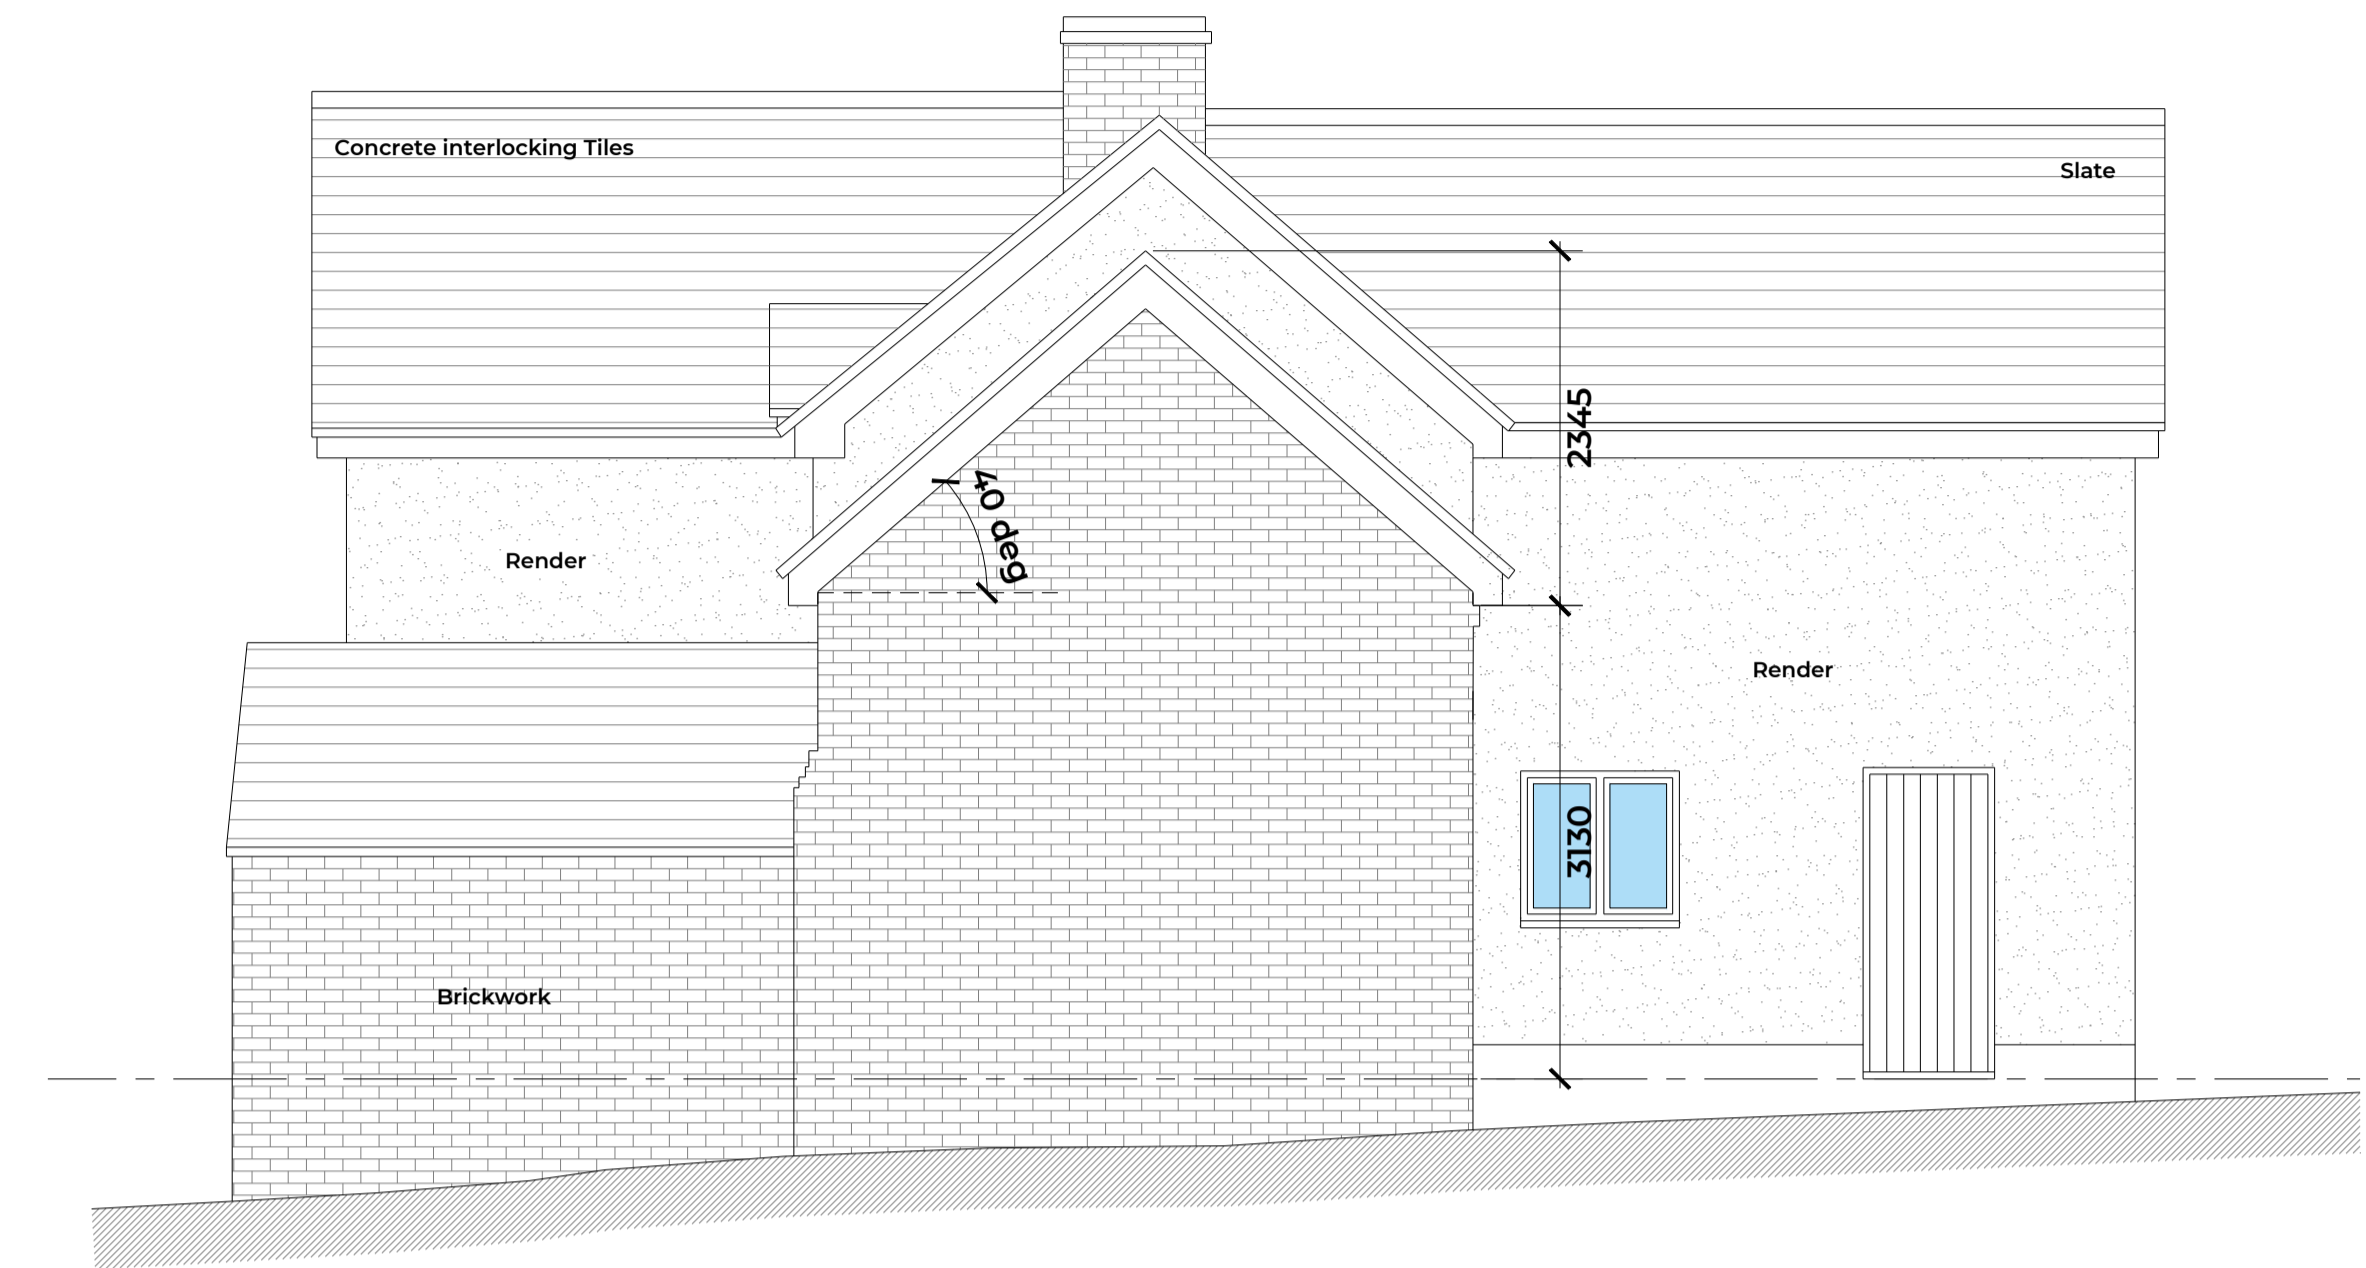 Concrete interlocking Tiles
Slate
2345
40 deg
Render
Render
3130
Brickwork